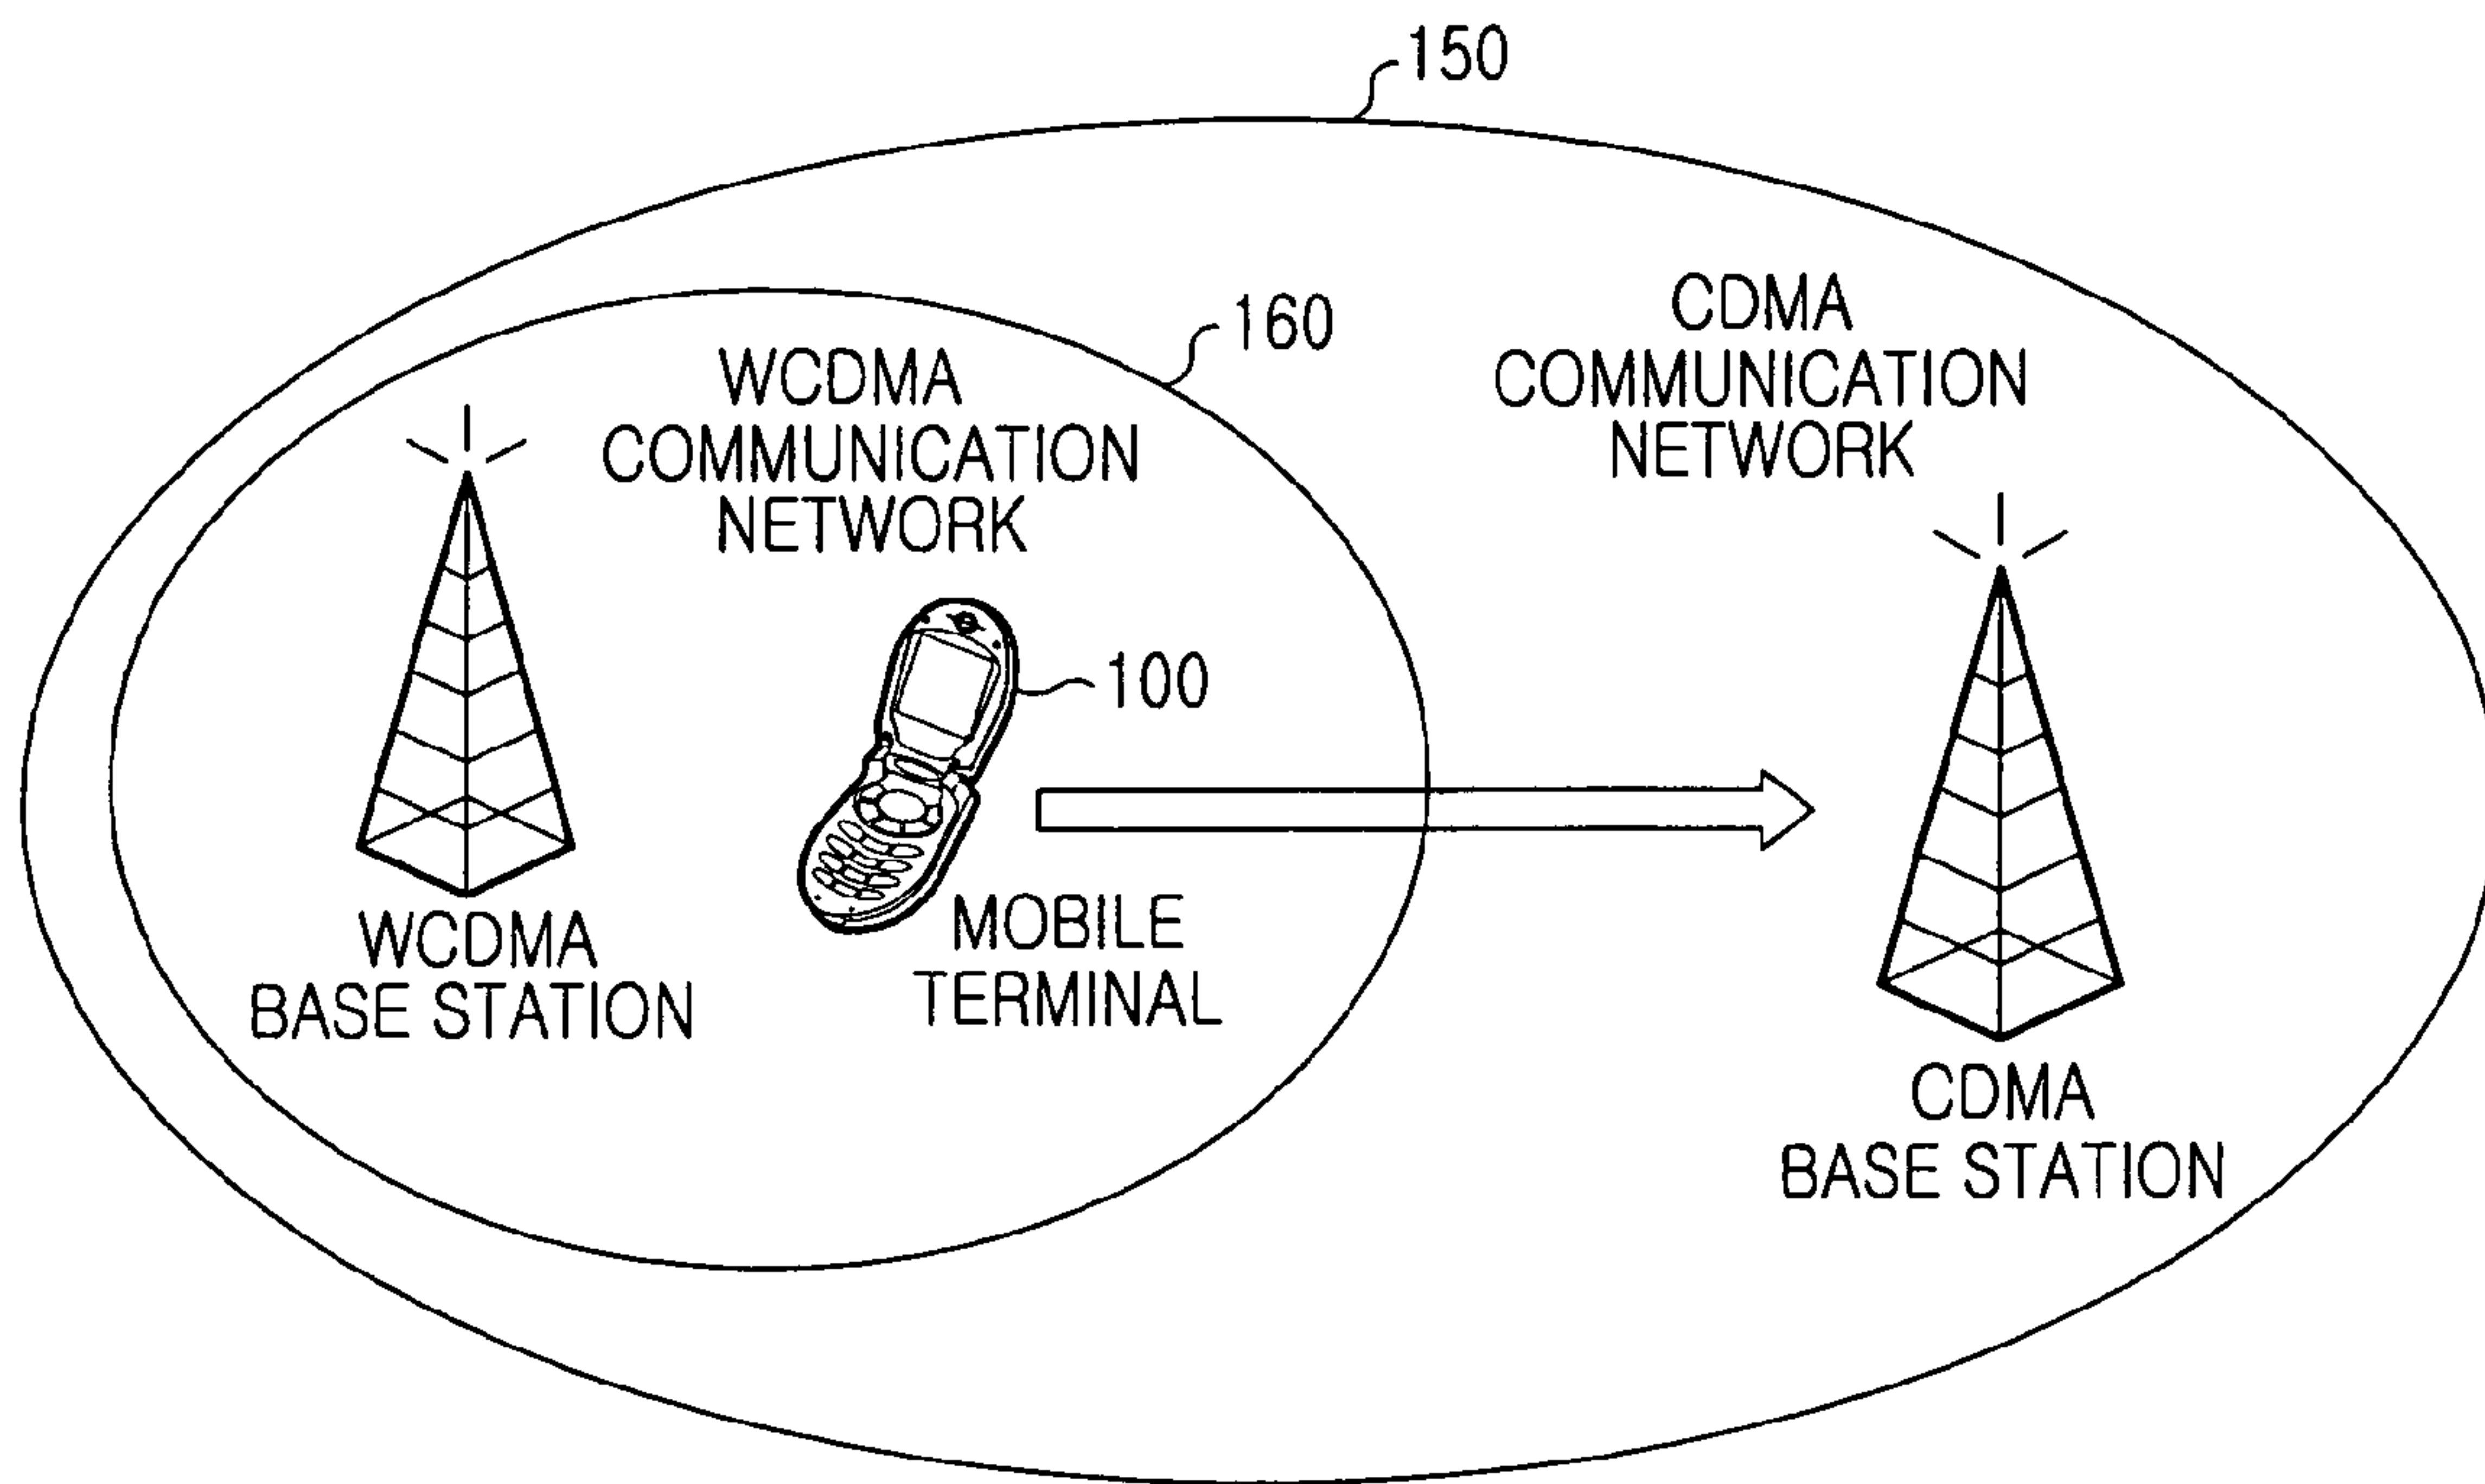 150
160
WCDMA
COMMUNICATION
NETWORK
CDMA
COMMUNICATION
NETWORK
100
MOBILE
TERMINAL
WCDMA
BASE STATION
CDMA
BASE STATION